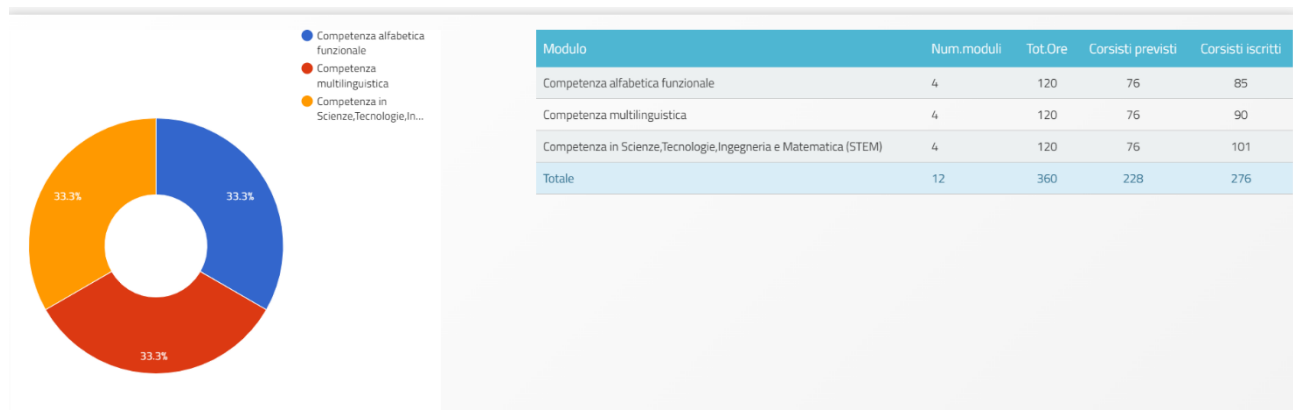 Competenza alfabetica
funzionale
Competenza
multilinguistica
Competenza in
Scienze,Tecnologie,In...
33.3%
33.3%
33.3%
Modulo Num.moduli Tot.Ore Corsisti previsti Corsisti iscritti
Competenza alfabetica funzionale 4 120 76 85
Competenza multilinguistica 4 120 76 90
Competenza in Scienze,Tecnologie,Ingegneria e Matematica (STEM) 4 120 76 101
Totale 12 360 228 276